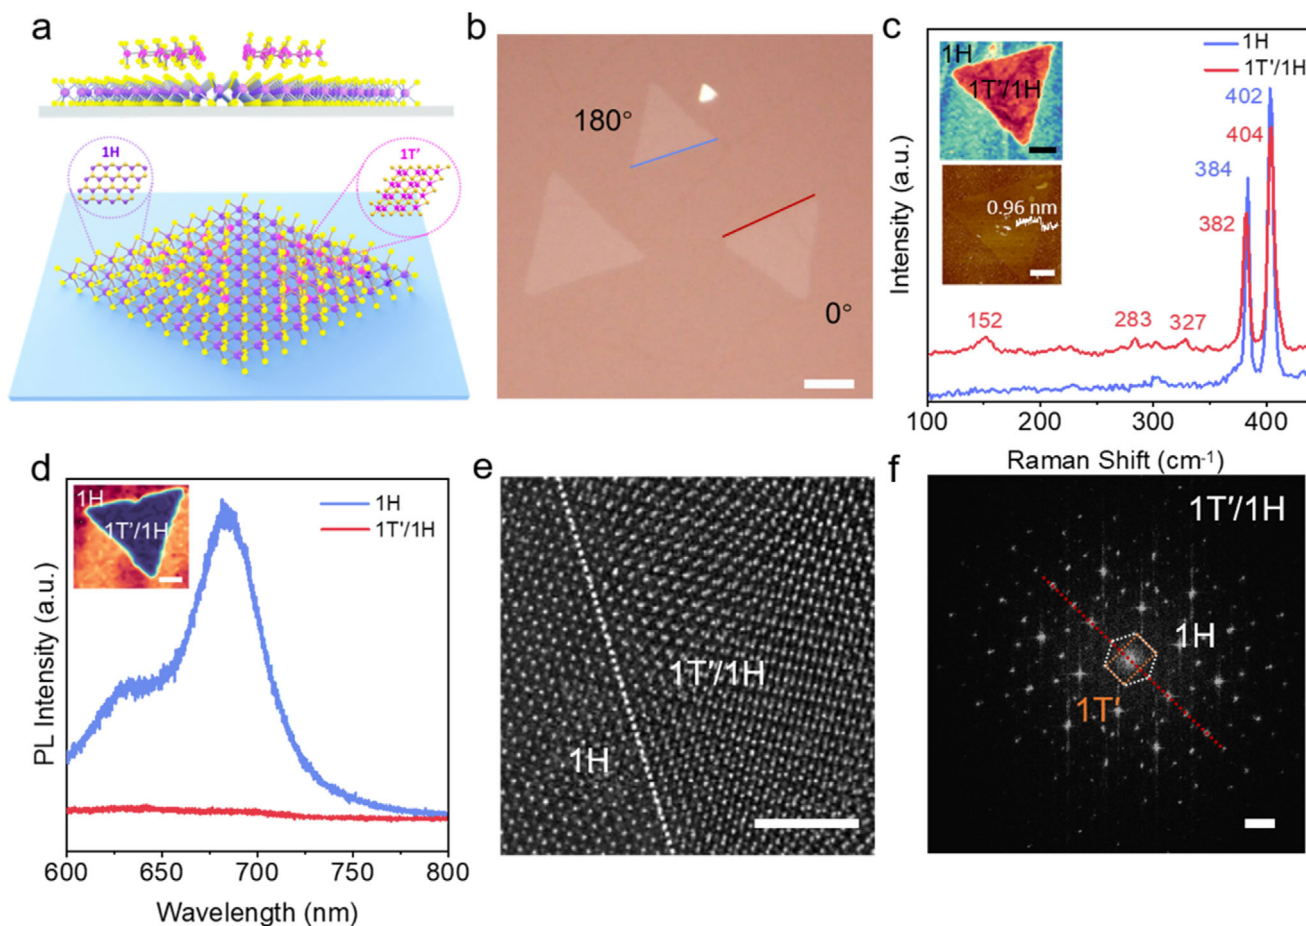 a
1H
1T′
b
180°
0°
c
1H
1T′/1H
1H
1T′/1H
0.96 nm
402
404
384
382
152
283
327
Intensity (a.u.)
100
200
300
400
Raman Shift (cm⁻¹)
d
1H
1T′/1H
1H
1T′/1H
PL Intensity (a.u.)
600
650
700
750
800
Wavelength (nm)
e
1T′/1H
1H
f
1T′/1H
1H
1T′